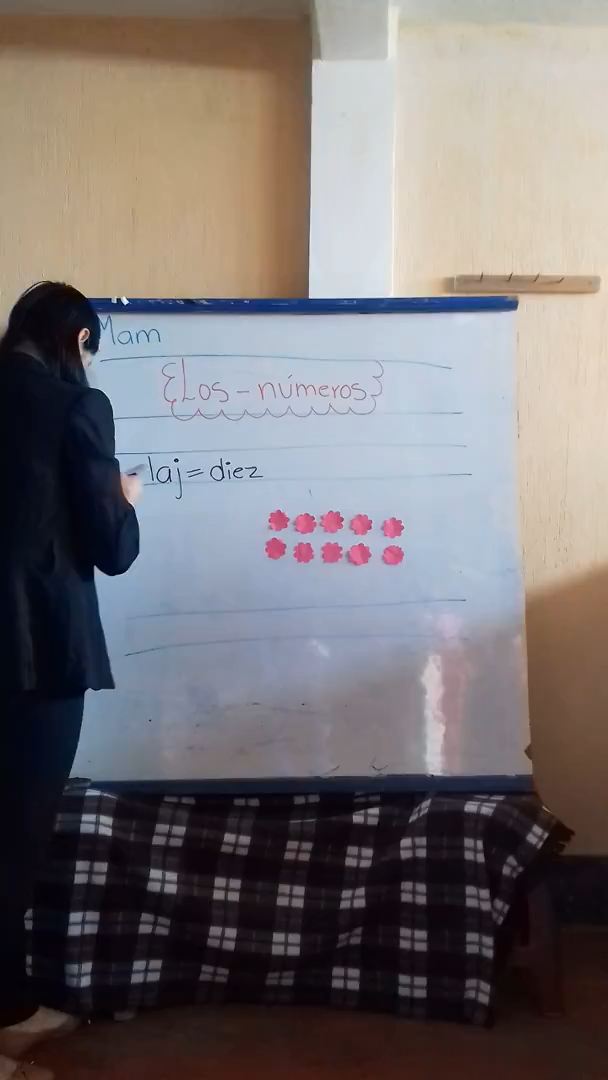 Mam
{Los - números}
- laj = diez